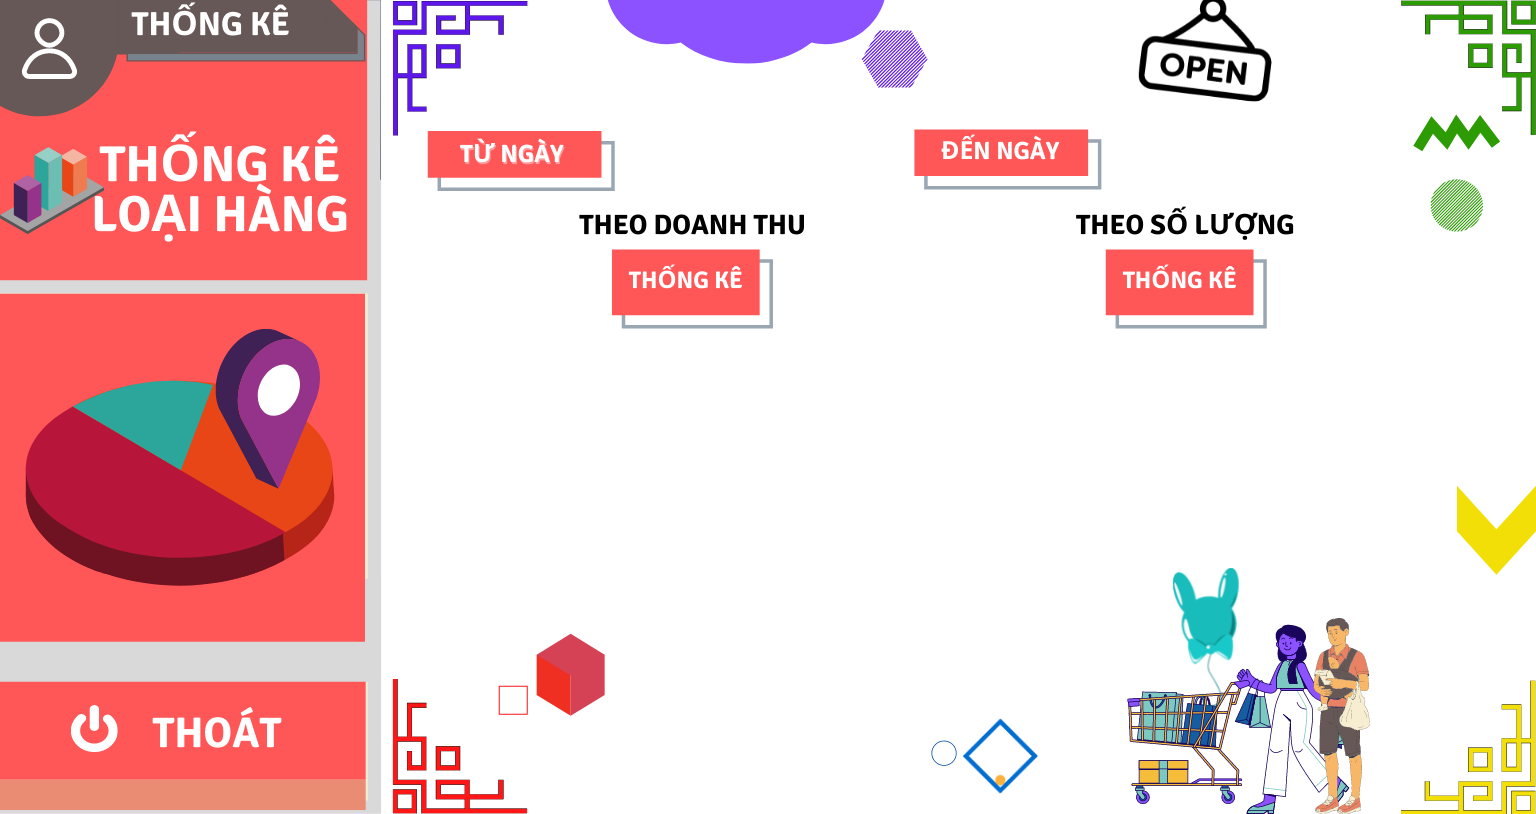 THỐNG KÊ
THỐNG KÊ
LOẠI HÀNG
THOÁT
OPEN
TỪ NGÀY
ĐẾN NGÀY
THEO DOANH THU
THEO SỐ LƯỢNG
THỐNG KÊ
THỐNG KÊ